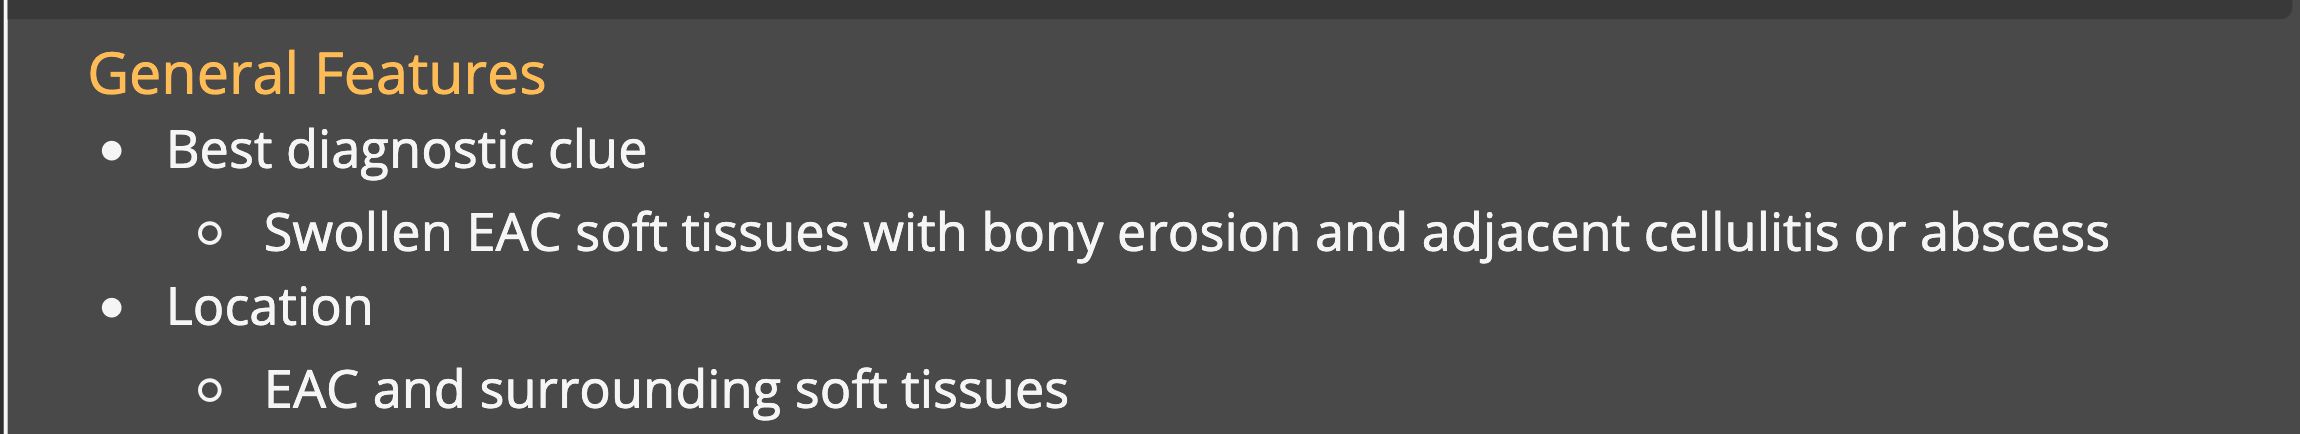 General Features
• Best diagnostic clue
○ Swollen EAC soft tissues with bony erosion and adjacent cellulitis or abscess
• Location
○ EAC and surrounding soft tissues